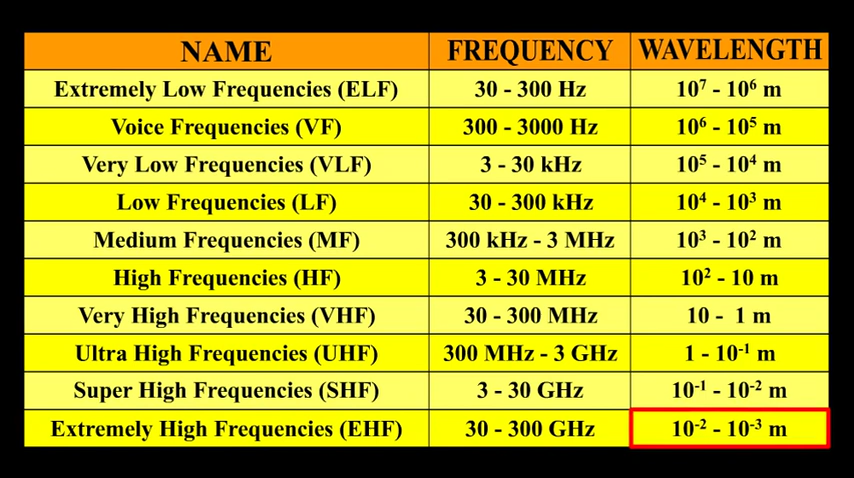 NAME FREQUENCY WAVELENGTH
Extremely Low Frequencies (ELF) 30 - 300 Hz 10⁷ - 10⁶ m
Voice Frequencies (VF) 300 - 3000 Hz 10⁶ - 10⁵ m
Very Low Frequencies (VLF) 3 - 30 kHz 10⁵ - 10⁴ m
Low Frequencies (LF) 30 - 300 kHz 10⁴ - 10³ m
Medium Frequencies (MF) 300 kHz - 3 MHz 10³ - 10² m
High Frequencies (HF) 3 - 30 MHz 10² - 10 m
Very High Frequencies (VHF) 30 - 300 MHz 10 - 1 m
Ultra High Frequencies (UHF) 300 MHz - 3 GHz 1 - 10⁻¹ m
Super High Frequencies (SHF) 3 - 30 GHz 10⁻¹ - 10⁻² m
Extremely High Frequencies (EHF) 30 - 300 GHz 10⁻² - 10⁻³ m